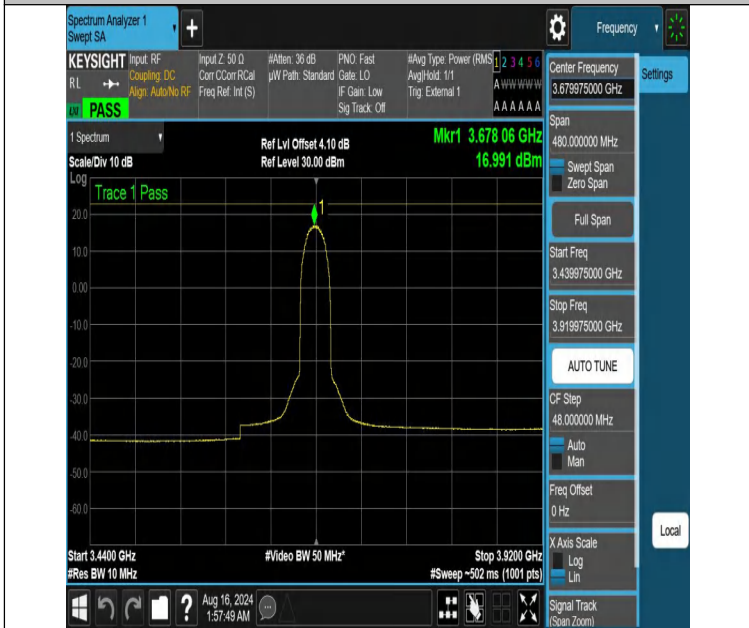 Spectrum Analyzer 1
Swept SA
+
Frequency
KEYSIGHT
RL
PASS
Input: RF
Coupling: DC
Align: Auto/No RF
Input Z: 50 Ω
Corr CCorr RCal
Freq Ref: Int (S)
#Atten: 36 dB
µW Path: Standard
PNO: Fast
Gate: LO
IF Gain: Low
Sig Track: Off
#Avg Type: Power (RMS
Avg|Hold: 1/1
Trig: External 1
1 2 3 4 5 6
A W W W W W
A A A A A A
1 Spectrum
Scale/Div 10 dB
Ref Lvl Offset 4.10 dB
Ref Level 30.00 dBm
Mkr1 3.678 06 GHz
16.991 dBm
Log
Trace 1 Pass
1
20.0
10.0
0.00
-10.0
-20.0
-30.0
-40.0
-50.0
-60.0
Start 3.4400 GHz
#Res BW 10 MHz
#Video BW 50 MHz*
Stop 3.9200 GHz
#Sweep ~502 ms (1001 pts)
Center Frequency
3.679975000 GHz
Settings
Span
480.000000 MHz
Swept Span
Zero Span
Full Span
Start Freq
3.439975000 GHz
Stop Freq
3.919975000 GHz
AUTO TUNE
CF Step
48.000000 MHz
Auto
Man
Freq Offset
0 Hz
X Axis Scale
Log
Lin
Local
Signal Track
(Span Zoom)
?
Aug 16, 2024
1:57:49 AM